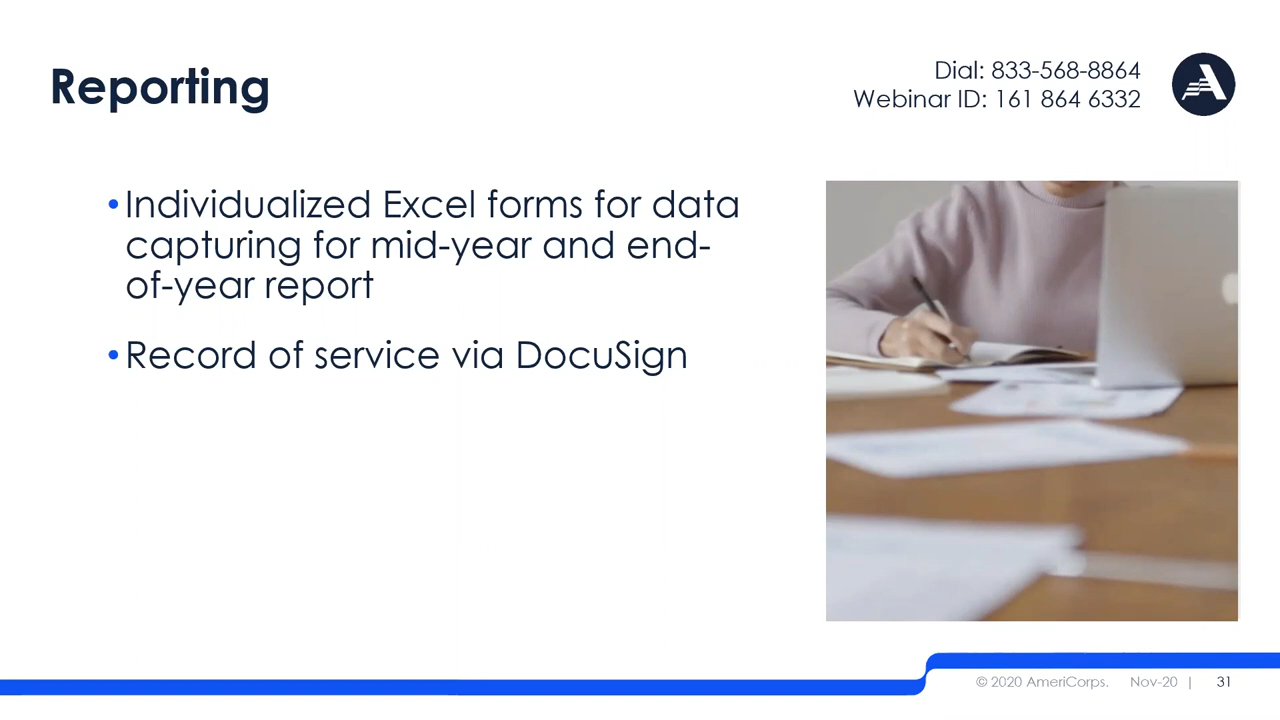 Reporting
Dial: 833-568-8864
Webinar ID: 161 864 6332
•Individualized Excel forms for data
capturing for mid-year and end-
of-year report
•Record of service via DocuSign
© 2020 AmeriCorps. Nov-20 | 31